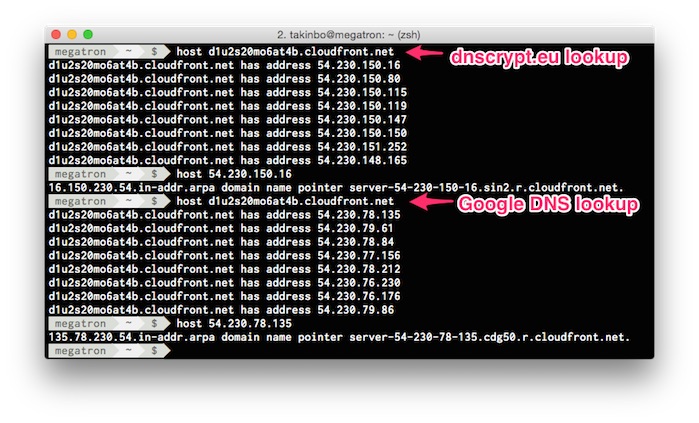 2. takinbo@megatron: ~ (zsh)
megatron ~ $ host d1u2s20mo6at4b.cloudfront.net
dnscrypt.eu lookup
d1u2s20mo6at4b.cloudfront.net has address 54.230.150.16
d1u2s20mo6at4b.cloudfront.net has address 54.230.150.80
d1u2s20mo6at4b.cloudfront.net has address 54.230.150.115
d1u2s20mo6at4b.cloudfront.net has address 54.230.150.119
d1u2s20mo6at4b.cloudfront.net has address 54.230.150.147
d1u2s20mo6at4b.cloudfront.net has address 54.230.150.150
d1u2s20mo6at4b.cloudfront.net has address 54.230.151.252
d1u2s20mo6at4b.cloudfront.net has address 54.230.148.165
megatron ~ $ host 54.230.150.16
16.150.230.54.in-addr.arpa domain name pointer server-54-230-150-16.sin2.r.cloudfront.net.
megatron ~ $ host d1u2s20mo6at4b.cloudfront.net
Google DNS lookup
d1u2s20mo6at4b.cloudfront.net has address 54.230.78.135
d1u2s20mo6at4b.cloudfront.net has address 54.230.79.61
d1u2s20mo6at4b.cloudfront.net has address 54.230.78.84
d1u2s20mo6at4b.cloudfront.net has address 54.230.77.156
d1u2s20mo6at4b.cloudfront.net has address 54.230.78.212
d1u2s20mo6at4b.cloudfront.net has address 54.230.76.230
d1u2s20mo6at4b.cloudfront.net has address 54.230.76.176
d1u2s20mo6at4b.cloudfront.net has address 54.230.79.86
megatron ~ $ host 54.230.78.135
135.78.230.54.in-addr.arpa domain name pointer server-54-230-78-135.cdg50.r.cloudfront.net.
megatron ~ $